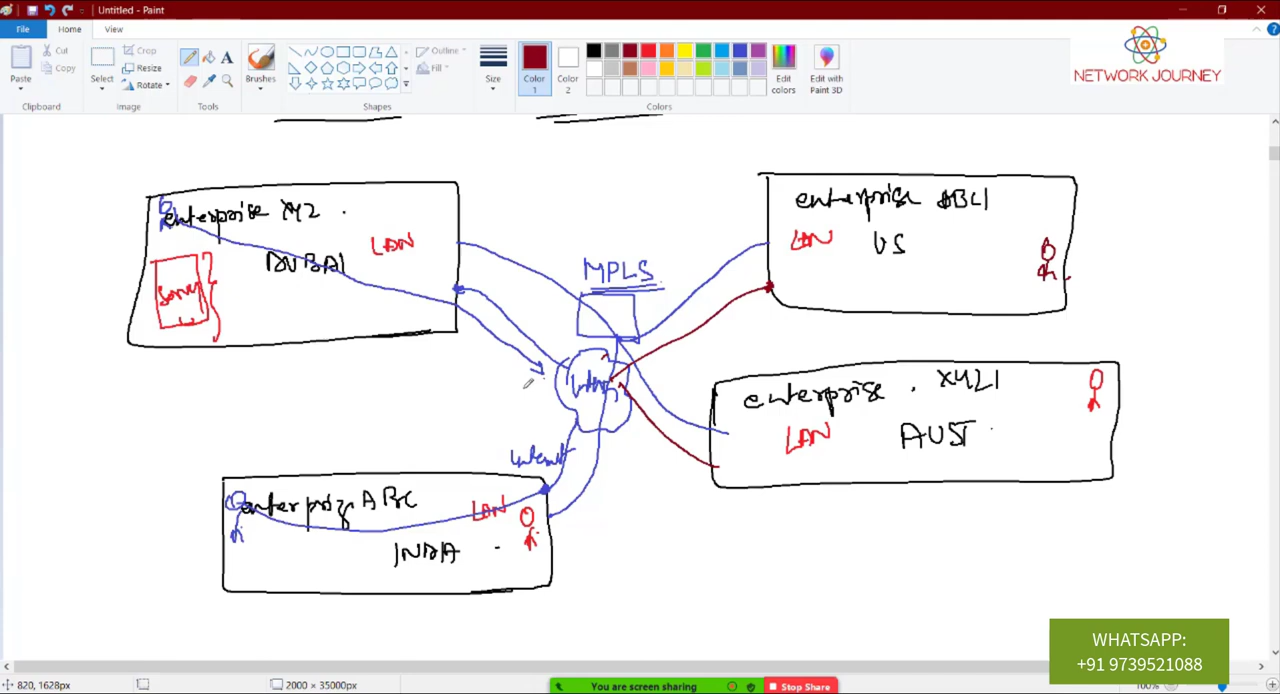 Untitled - Paint
File
Home
View
Paste
Cut
Copy
Clipboard
Select
Crop
Resize
Rotate
Image
Tools
Brushes
Shapes
Outline
Fill
Size
Color 1
Color 2
Colors
Edit colors
Edit with Paint 3D
NETWORK JOURNEY
enterprise XYZ .
LAN
DUBAI
Server
MPLS
enterprise ABC1
LAN
US
enterprise . XYZ1
LAN
AUST
Internet
enterprize ABC
LAN
INDIA
WHATSAPP:
+91 9739521088
820, 1628px
2000 × 35000px
You are screen sharing
Stop Share
100%